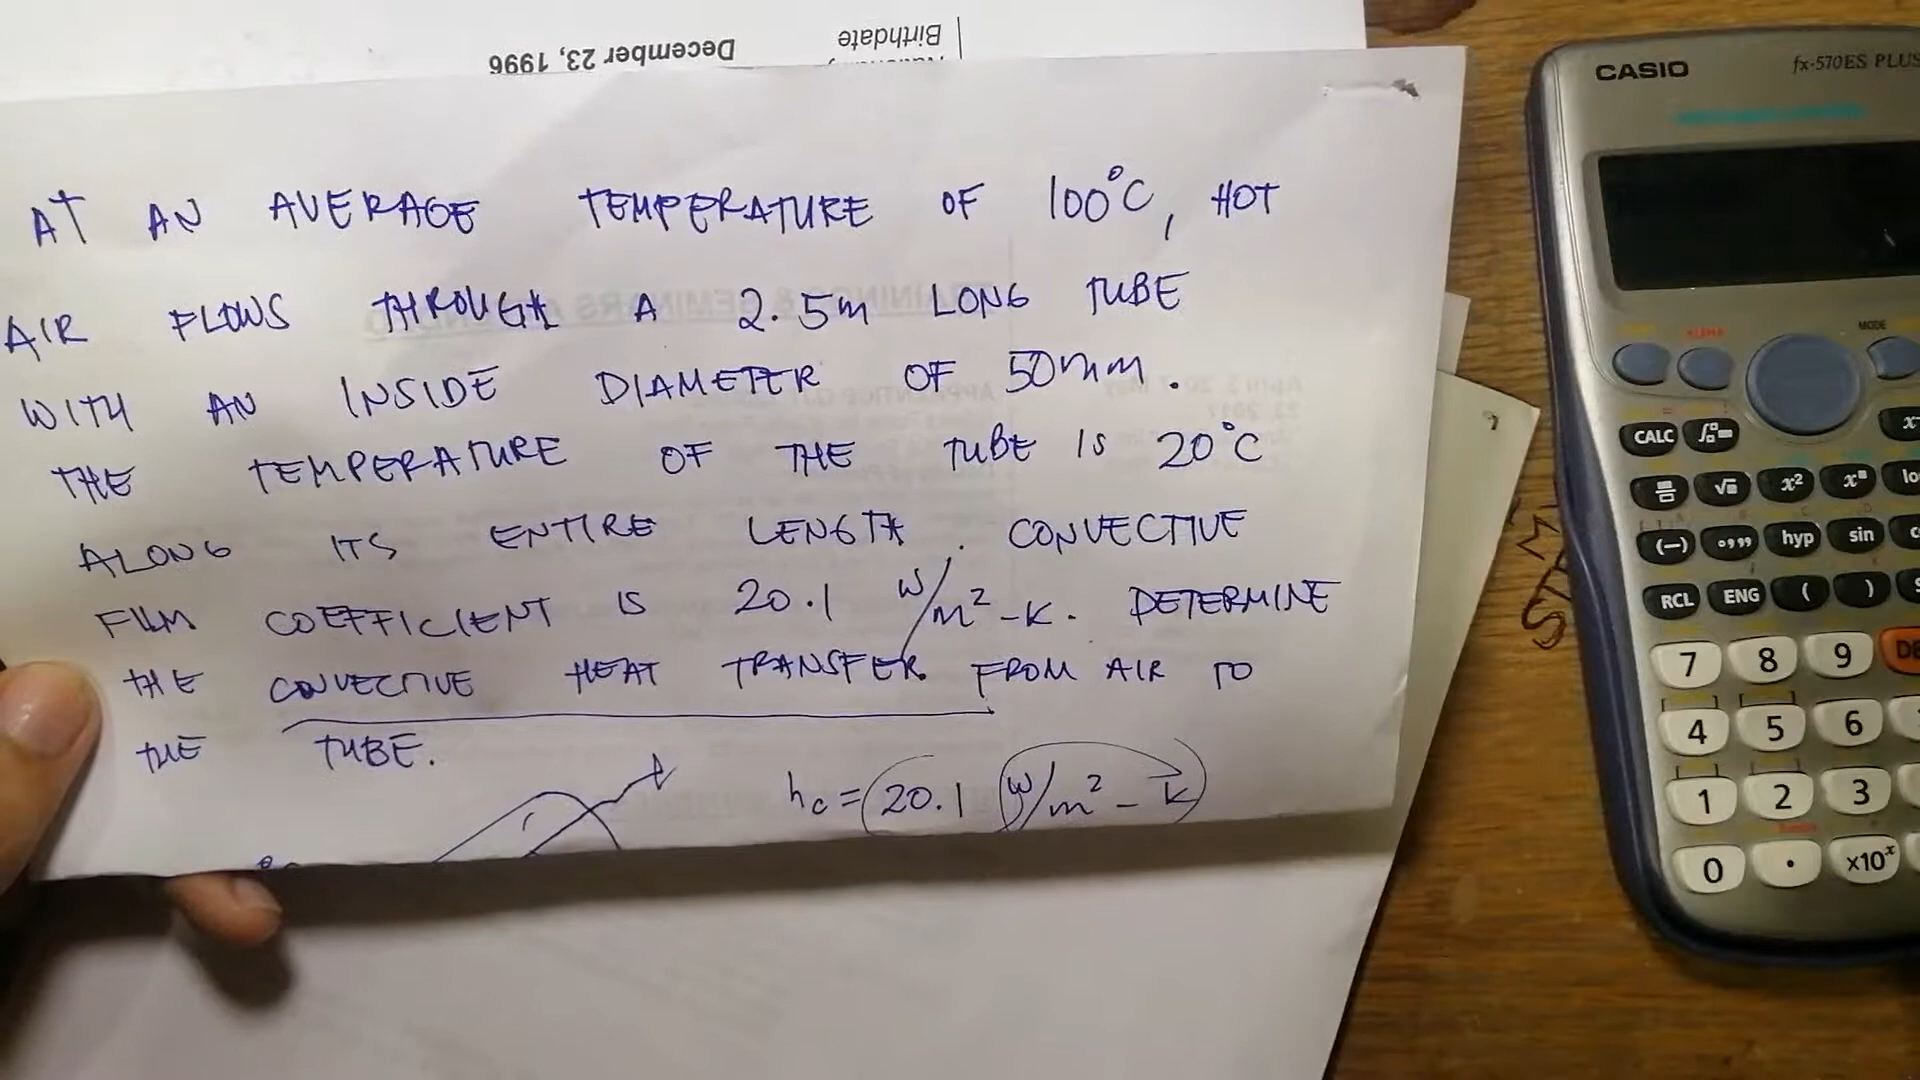 Birthdate
December 23, 1996
AT AN AVERAGE TEMPERATURE OF 100°C, HOT
AIR FLOWS THROUGH A 2.5m LONG TUBE
WITH AN INSIDE DIAMETER OF 50mm.
THE TEMPERATURE OF THE TUBE IS 20°C
ALONG ITS ENTIRE LENGTH. CONVECTIVE
FILM COEFFICIENT IS 20.1 W/m²-K. DETERMINE
THE CONVECTIVE HEAT TRANSFER FROM AIR TO
THE TUBE.
hc = 20.1 W/m²-K
CASIO fx-570ES PLUS
MODE
CALC
x² 
(—) °,,, hyp sin
RCL ENG ( )
7 8 9 DE
4 5 6
1 2 3
0 . ×10ˣ